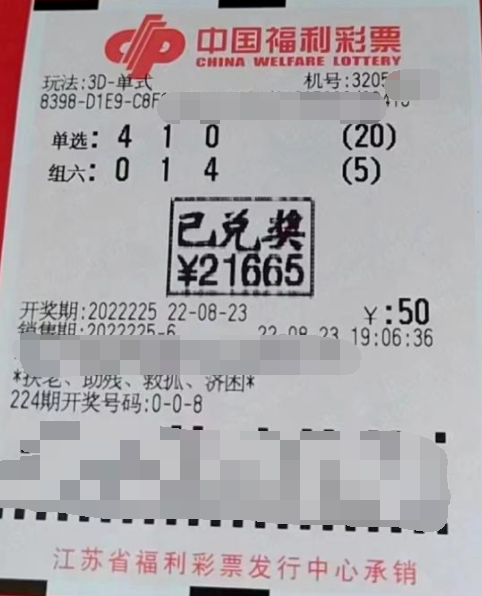 中国福利彩票
CHINA WELFARE LOTTERY
玩法:3D-单式 机号:3205
8398-D1E9-C8F
单选: 4 1 0 (20)
组六: 0 1 4 (5)
已兑奖
¥21665
开奖期:2022225 22-08-23 ¥:50
销售期:2022225-6 22-08-23 19:06:36
*扶老、助残、救孤、济困*
224期开奖号码:0-0-8
江苏省福利彩票发行中心承销